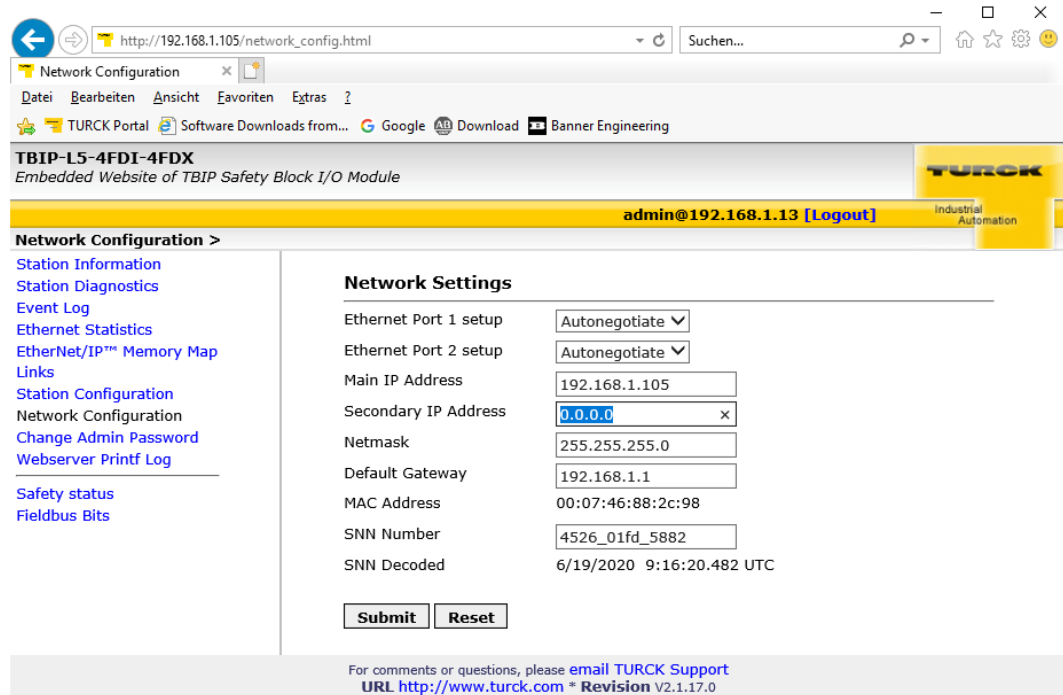 http://192.168.1.105/network_config.html
Suchen...
Network Configuration
Datei Bearbeiten Ansicht Favoriten Extras ?
TURCK Portal Software Downloads from... Google AB Download Banner Engineering
TBIP-L5-4FDI-4FDX
Embedded Website of TBIP Safety Block I/O Module
TURCK
Industrial
Automation
admin@192.168.1.13 [Logout]
Network Configuration >
Station Information
Station Diagnostics
Event Log
Ethernet Statistics
EtherNet/IP™ Memory Map
Links
Station Configuration
Network Configuration
Change Admin Password
Webserver Printf Log
Safety status
Fieldbus Bits
Network Settings
Ethernet Port 1 setup Autonegotiate
Ethernet Port 2 setup Autonegotiate
Main IP Address 192.168.1.105
Secondary IP Address 0.0.0.0
Netmask 255.255.255.0
Default Gateway 192.168.1.1
MAC Address 00:07:46:88:2c:98
SNN Number 4526_01fd_5882
SNN Decoded 6/19/2020 9:16:20.482 UTC
Submit Reset
For comments or questions, please email TURCK Support
URL http://www.turck.com * Revision V2.1.17.0